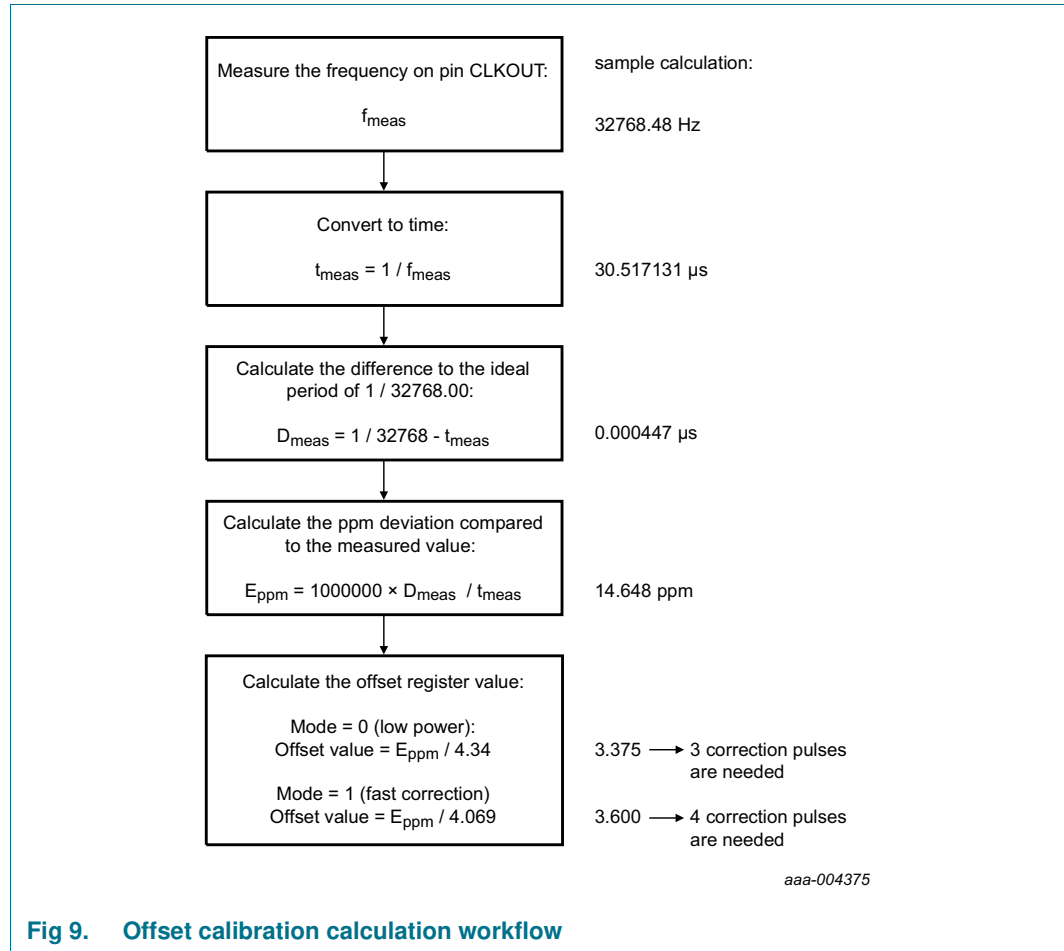 Measure the frequency on pin CLKOUT:
fmeas
sample calculation:
32768.48 Hz
Convert to time:
tmeas = 1 / fmeas
30.517131 μs
Calculate the difference to the ideal
period of 1 / 32768.00:
Dmeas = 1 / 32768 - tmeas
0.000447 μs
Calculate the ppm deviation compared
to the measured value:
Eppm = 1000000 × Dmeas / tmeas
14.648 ppm
Calculate the offset register value:
Mode = 0 (low power):
Offset value = Eppm / 4.34
3.375 → 3 correction pulses
are needed
Mode = 1 (fast correction)
Offset value = Eppm / 4.069
3.600 → 4 correction pulses
are needed
aaa-004375
Fig 9. Offset calibration calculation workflow